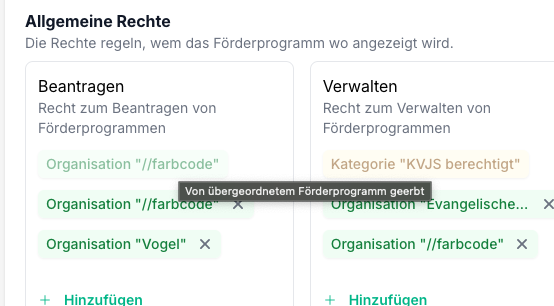 Allgemeine Rechte
Die Rechte regeln, wem das Förderprogramm wo angezeigt wird.
Beantragen
Recht zum Beantragen von
Förderprogrammen
Organisation "//farbcode"
Von übergeordnetem Förderprogramm geerbt
Organisation "//farbcode"
Organisation "Vogel"
+ Hinzufügen
Verwalten
Recht zum Verwalten von
Förderprogrammen
Kategorie "KVJS berechtigt"
Organisation "Evangelische...
Organisation "//farbcode"
+ Hinzufügen